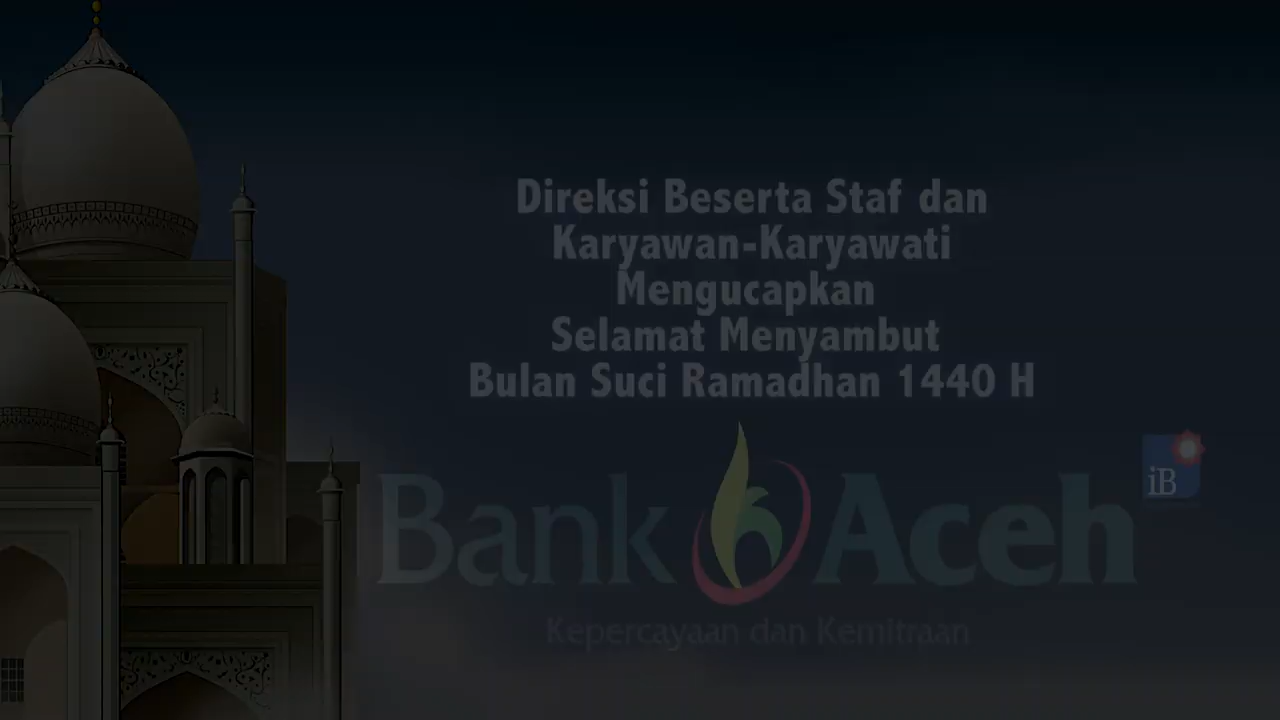 Direksi Beserta Staf dan
Karyawan-Karyawati
Mengucapkan
Selamat Menyambut
Bulan Suci Ramadhan 1440 H
iB
Bank Aceh
Kepercayaan dan Kemitraan